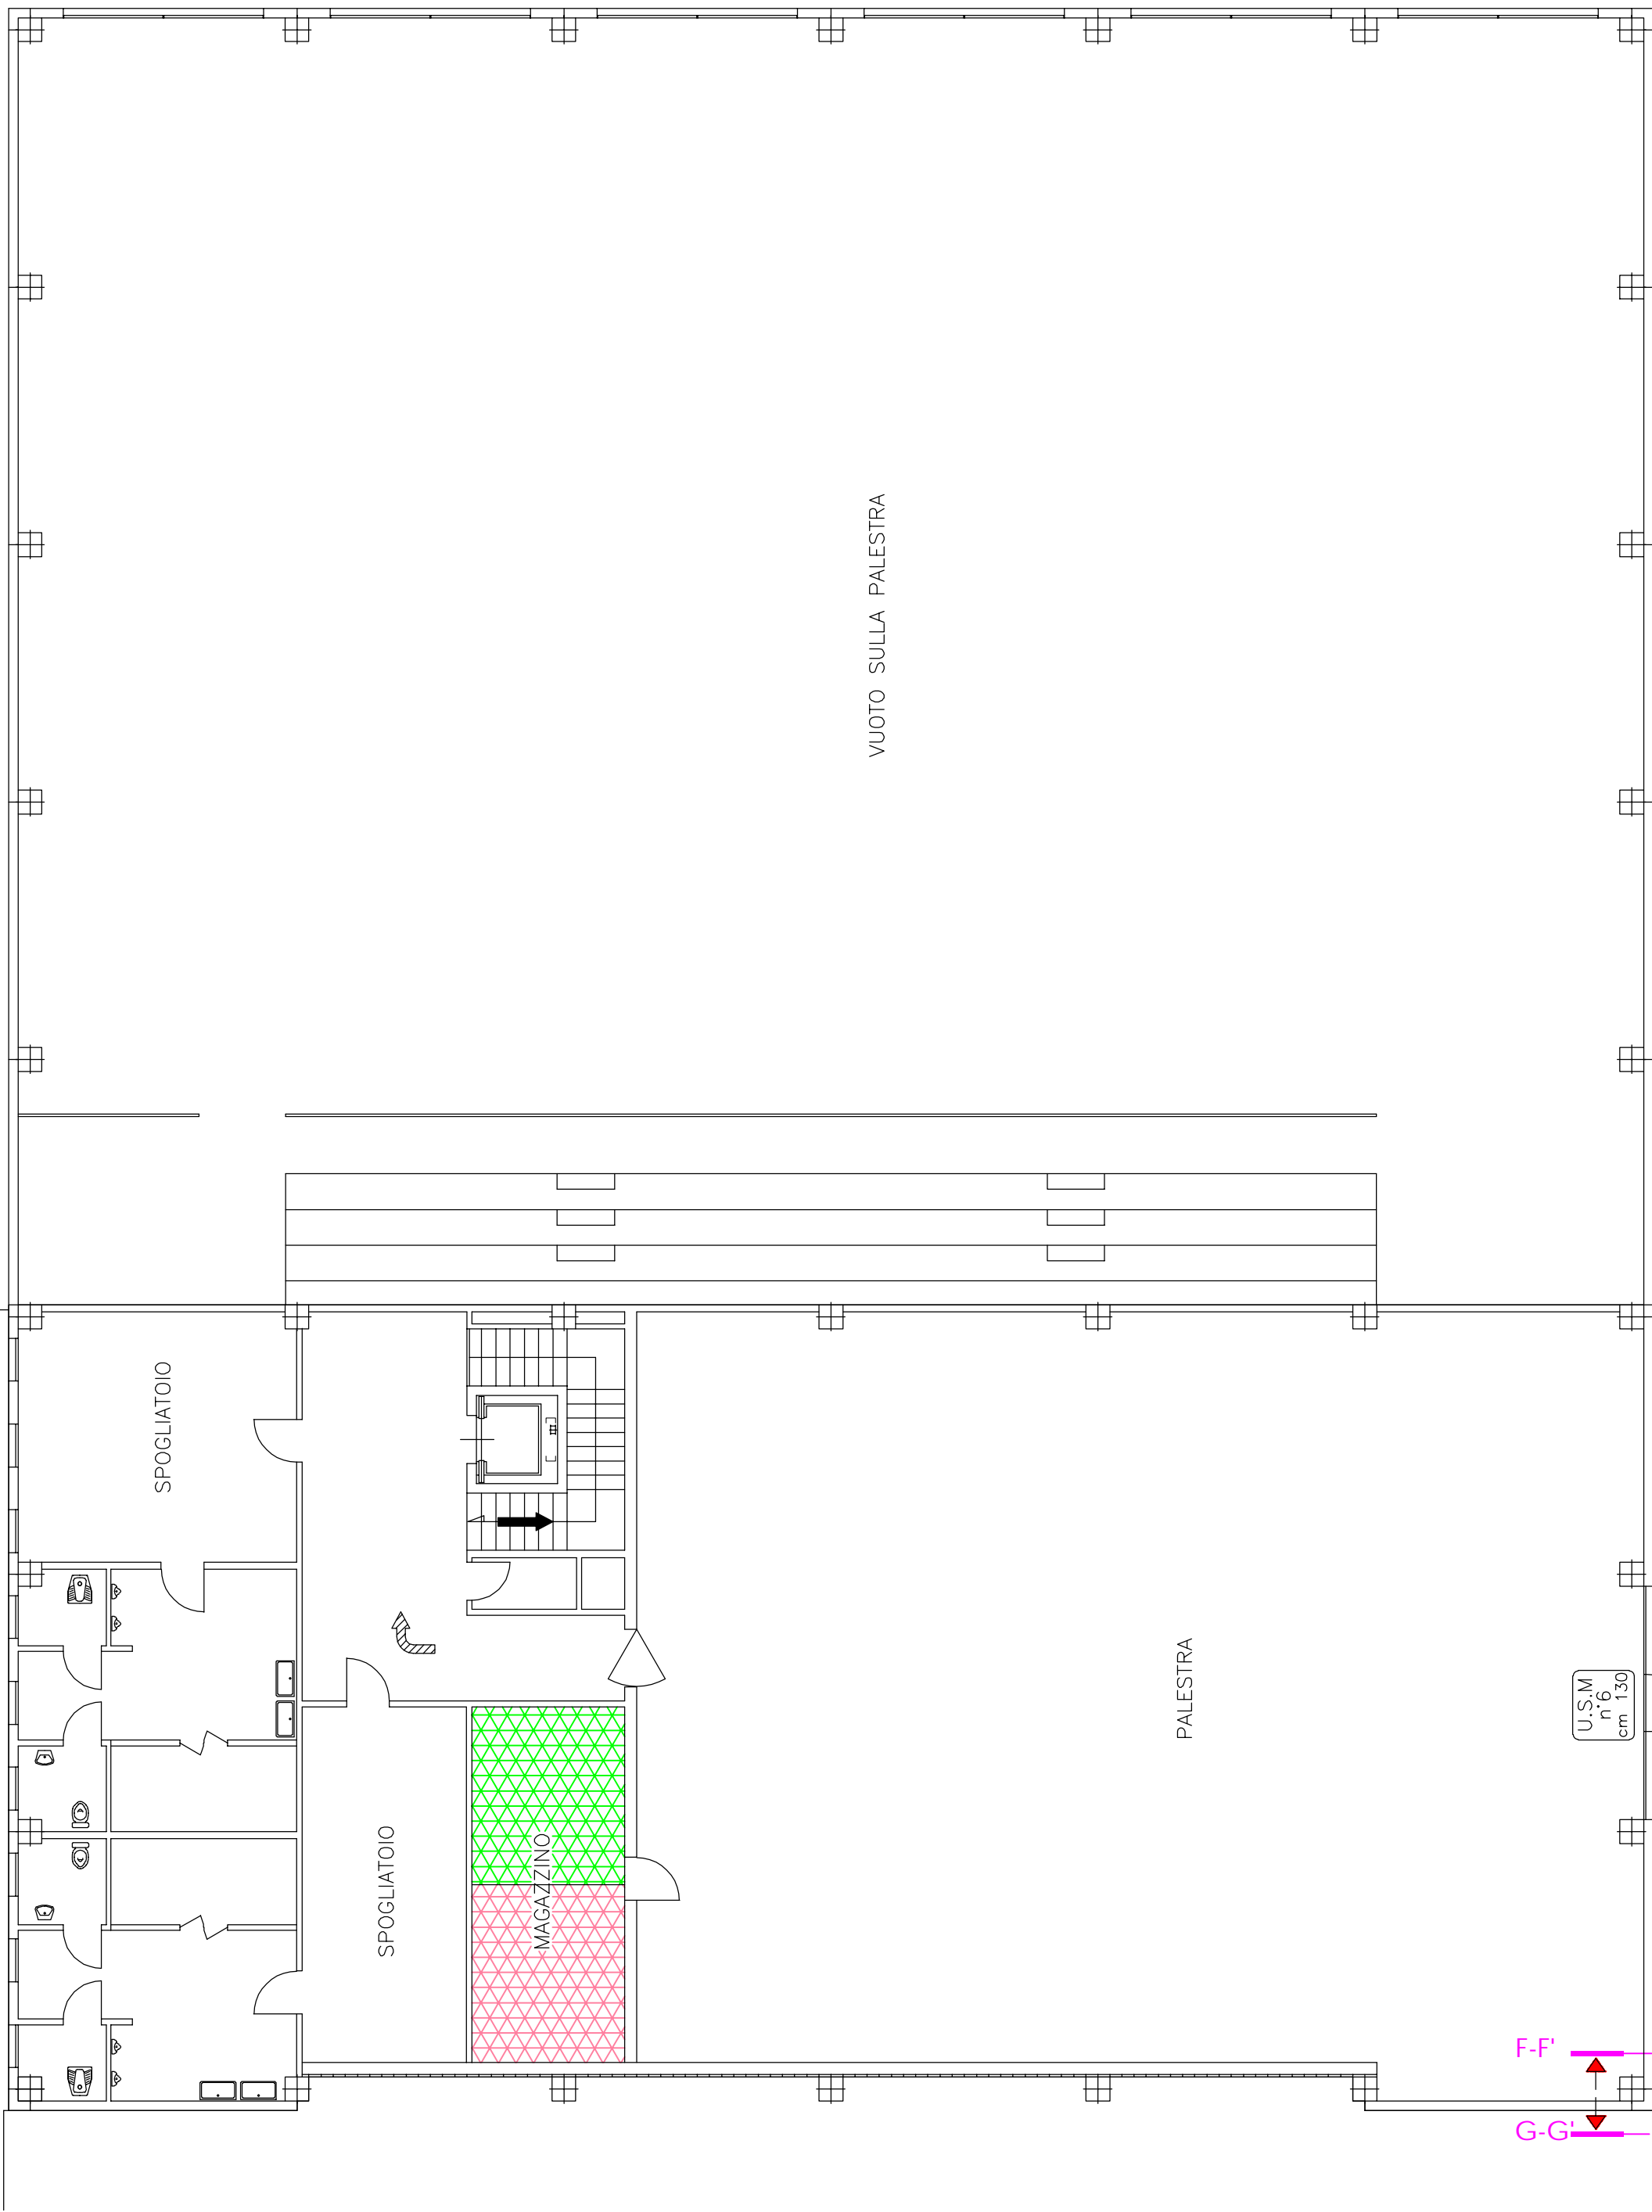 VUOTO SULLA PALESTRA
SPOGLIATOIO
PALESTRA
U.S.M
n°6
cm 130
SPOGLIATOIO
MAGAZZINO
F-F'
G-G'